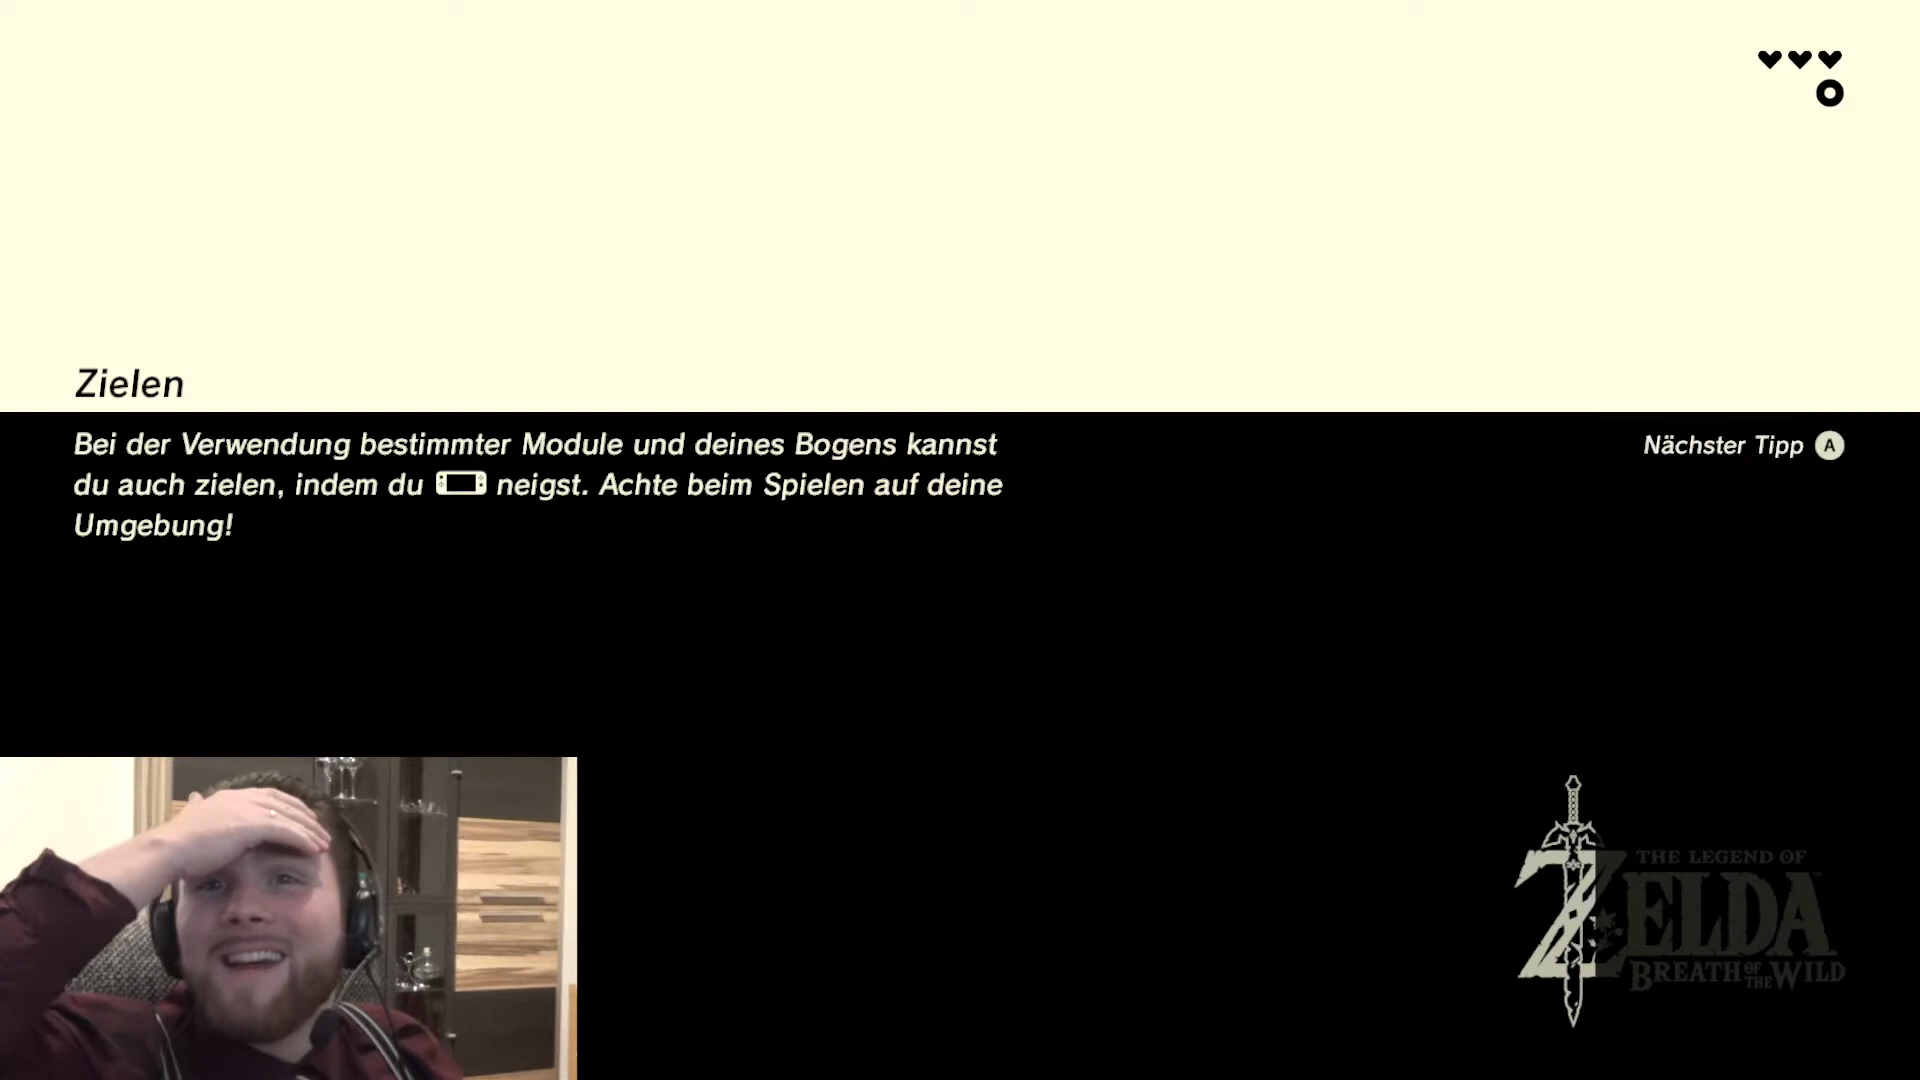 Zielen
Bei der Verwendung bestimmter Module und deines Bogens kannst
du auch zielen, indem du neigst. Achte beim Spielen auf deine
Umgebung!
Nächster Tipp A
THE LEGEND OF
ZELDA
BREATH OF THE WILD